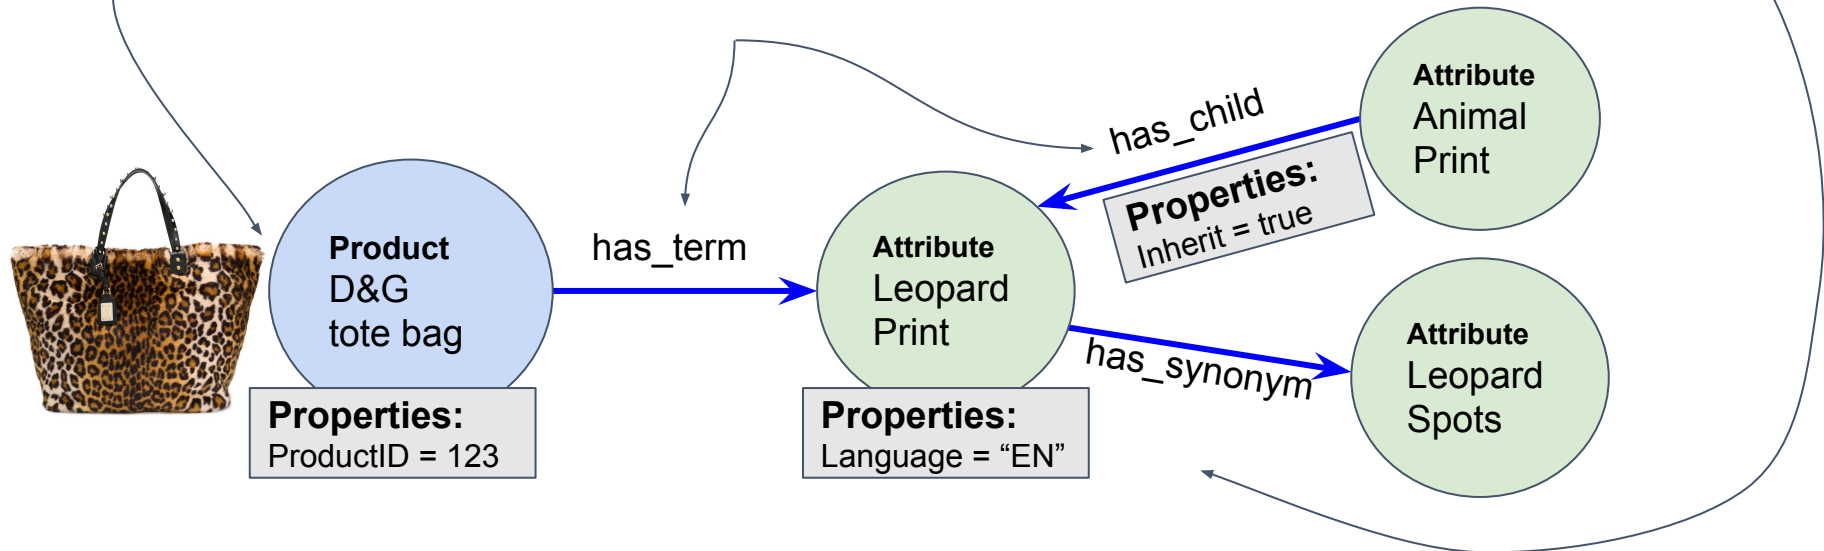 Product
D&G
tote bag
Properties:
ProductID = 123
has_term
Attribute
Leopard
Print
Properties:
Language = “EN”
has_child
Properties:
Inherit = true
Attribute
Animal
Print
has_synonym
Attribute
Leopard
Spots